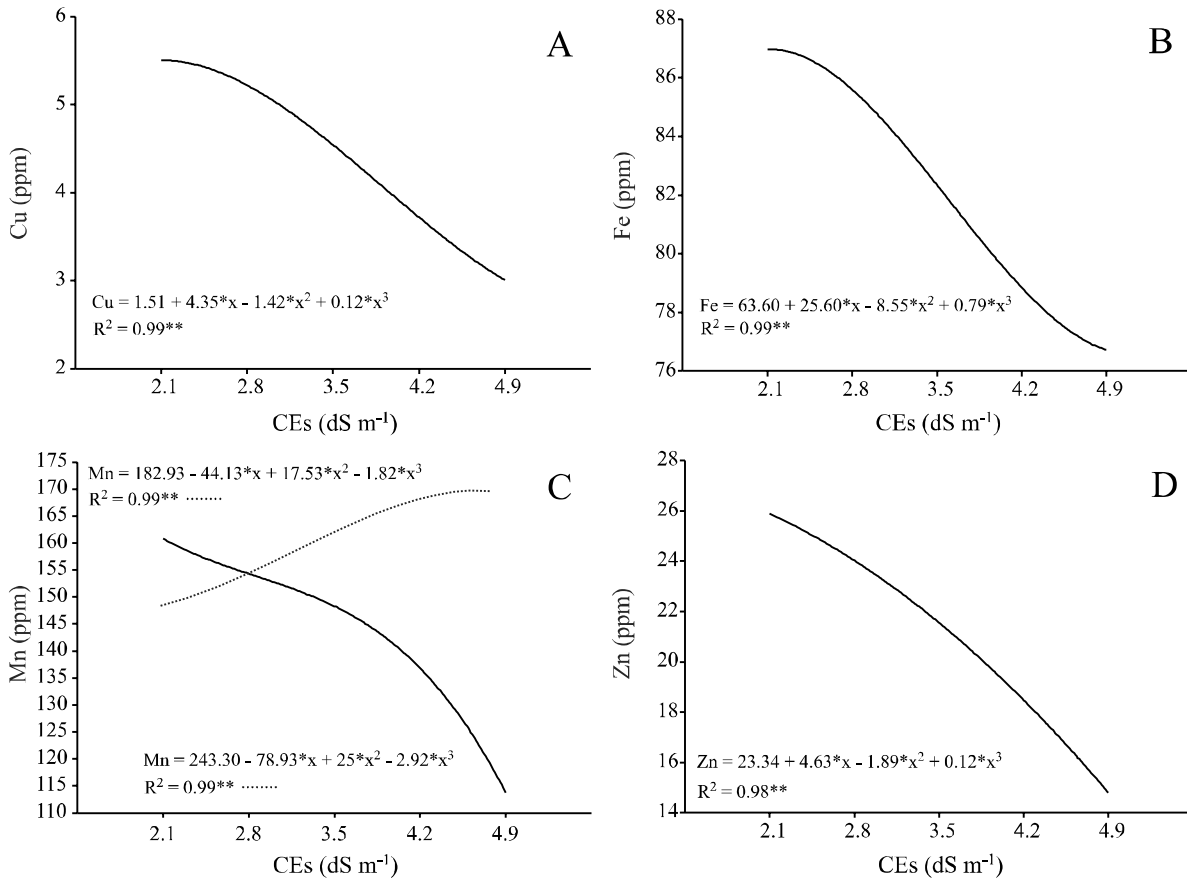 A
6
5
4
3
2
Cu (ppm)
Cu = 1.51 + 4.35*x - 1.42*x² + 0.12*x³
R² = 0.99**
2.1 2.8 3.5 4.2 4.9
CEs (dS m⁻¹)
B
88
86
84
82
80
78
76
Fe (ppm)
Fe = 63.60 + 25.60*x - 8.55*x² + 0.79*x³
R² = 0.99**
2.1 2.8 3.5 4.2 4.9
CEs (dS m⁻¹)
C
175
170
165
160
155
150
145
140
135
130
125
120
115
110
Mn (ppm)
Mn = 182.93 - 44.13*x + 17.53*x² - 1.82*x³
R² = 0.99** ........
Mn = 243.30 - 78.93*x + 25*x² - 2.92*x³
R² = 0.99** ........
2.1 2.8 3.5 4.2 4.9
CEs (dS m⁻¹)
D
28
26
24
22
20
18
16
14
Zn (ppm)
Zn = 23.34 + 4.63*x - 1.89*x² + 0.12*x³
R² = 0.98**
2.1 2.8 3.5 4.2 4.9
CEs (dS m⁻¹)